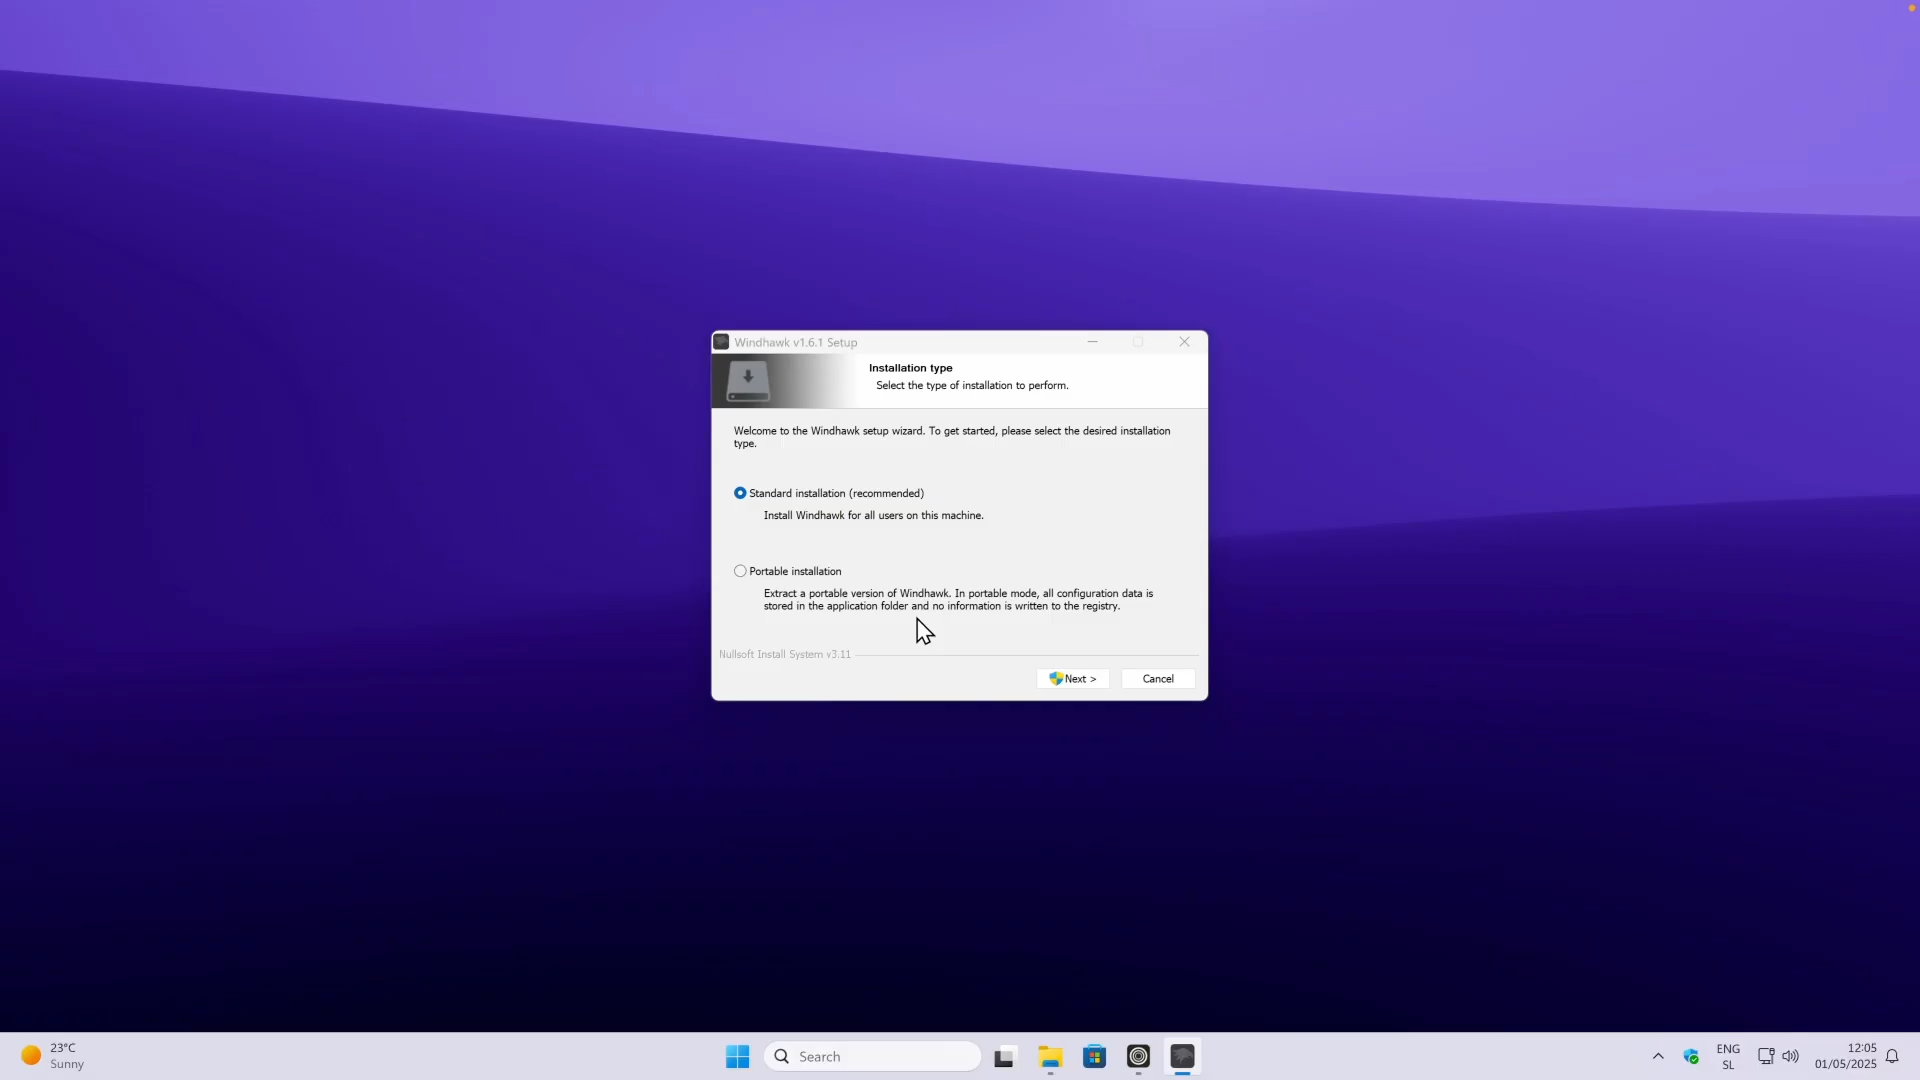 Windhawk v1.6.1 Setup
Installation type
Select the type of installation to perform.
Welcome to the Windhawk setup wizard. To get started, please select the desired installation
type.
Standard installation (recommended)
Install Windhawk for all users on this machine.
Portable installation
Extract a portable version of Windhawk. In portable mode, all configuration data is
stored in the application folder and no information is written to the registry.
Nullsoft Install System v3.11
Next >
Cancel
23°C
Sunny
Search
ENG
SL
12:05
01/05/2025